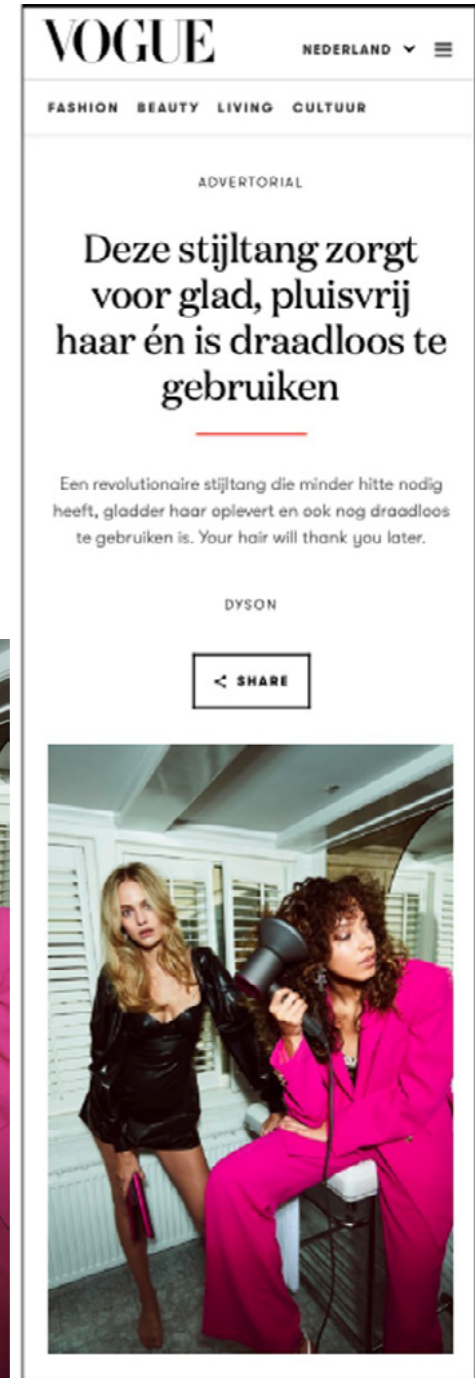 VOGUE
NEDERLAND
FASHION BEAUTY LIVING CULTUUR
ADVERTORIAL
Deze stijltang zorgt
voor glad, pluisvrij
haar én is draadloos te
gebruiken
Een revolutionaire stijltang die minder hitte nodig
heeft, gladder haar oplevert en ook nog draadloos
te gebruiken is. Your hair will thank you later.
DYSON
SHARE